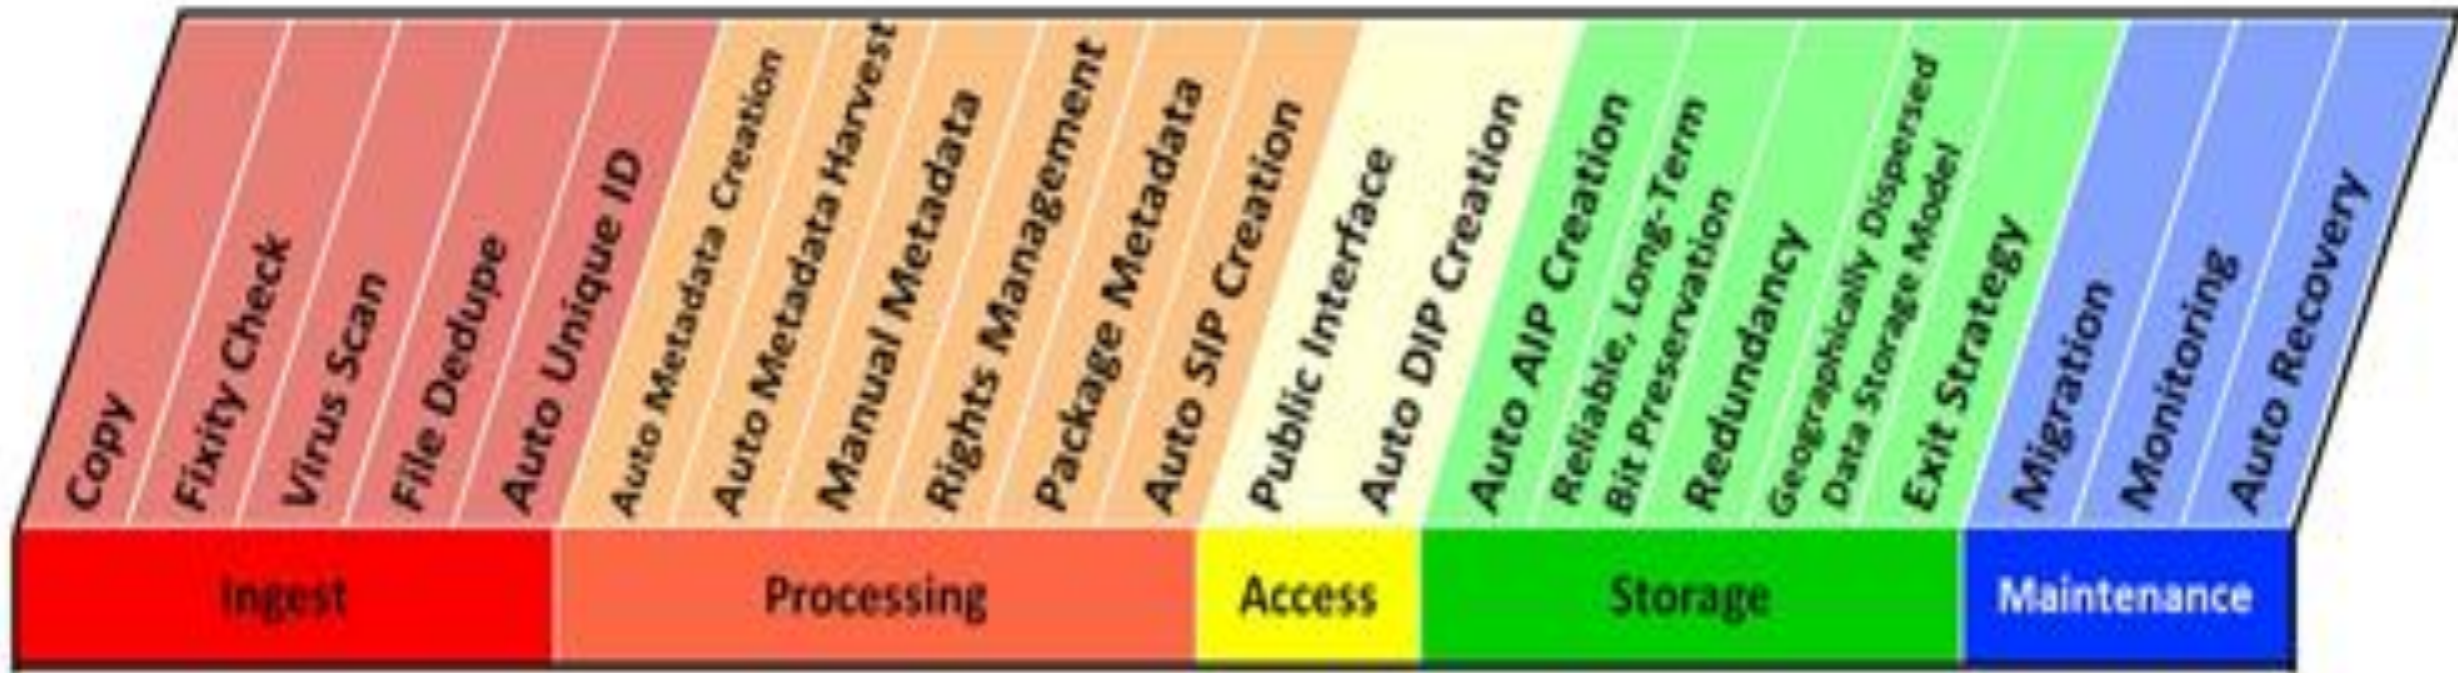 Copy
Fixity Check
Virus Scan
File Dedupe
Auto Unique ID
Auto Metadata Creation
Auto Metadata Harvest
Manual Metadata
Rights Management
Package Metadata
Auto SIP Creation
Public Interface
Auto DIP Creation
Auto AIP Creation
Reliable, Long-Term
Bit Preservation
Redundancy
Geographically Dispersed
Data Storage Model
Exit Strategy
Migration
Monitoring
Auto Recovery
Ingest
Processing
Access
Storage
Maintenance